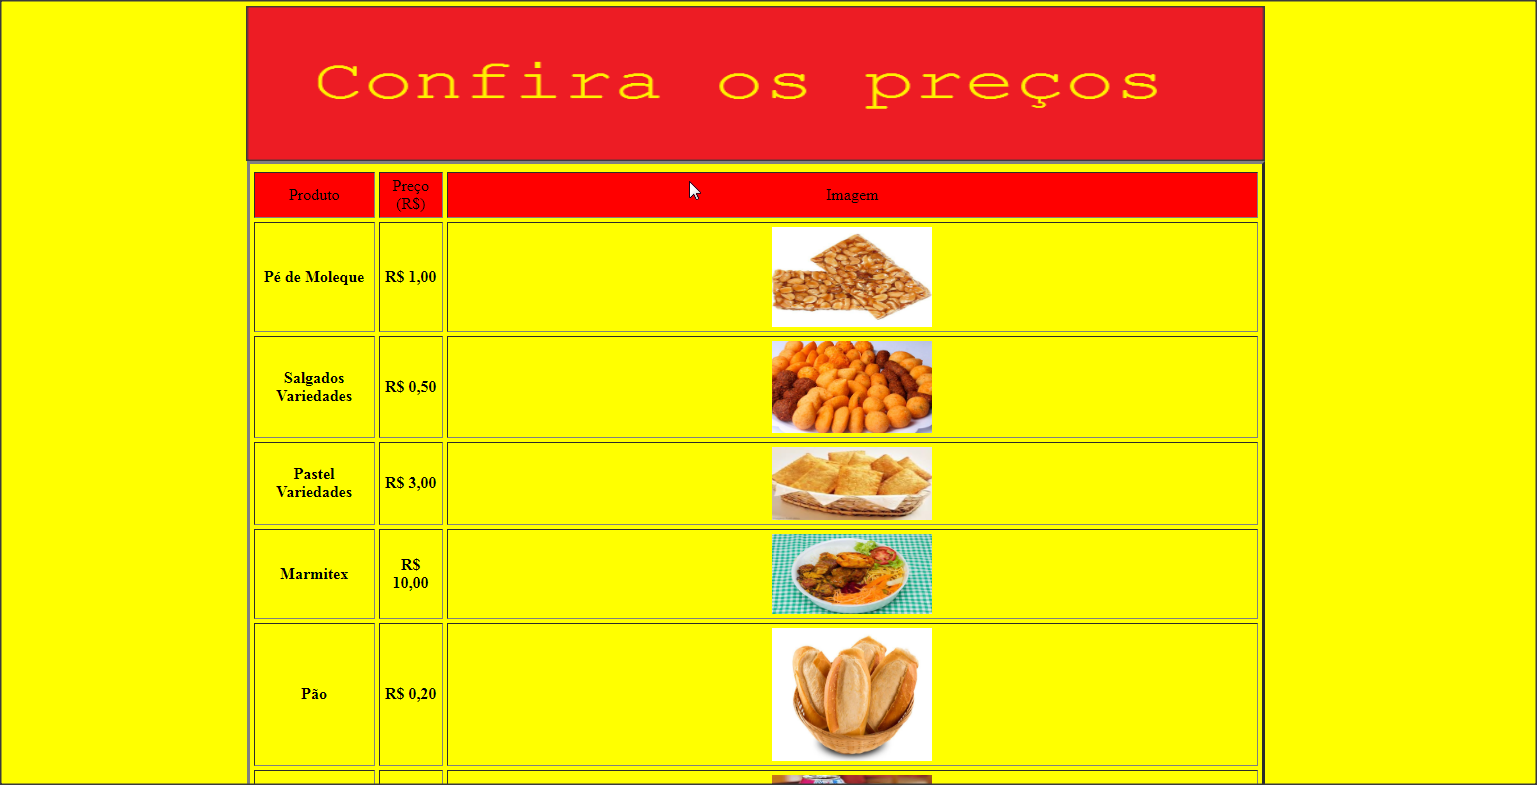 Confira os preços
Produto
Preço
(R$)
Imagem
Pé de Moleque
R$ 1,00
Salgados
Variedades
R$ 0,50
Pastel
Variedades
R$ 3,00
Marmitex
R$
10,00
Pão
R$ 0,20